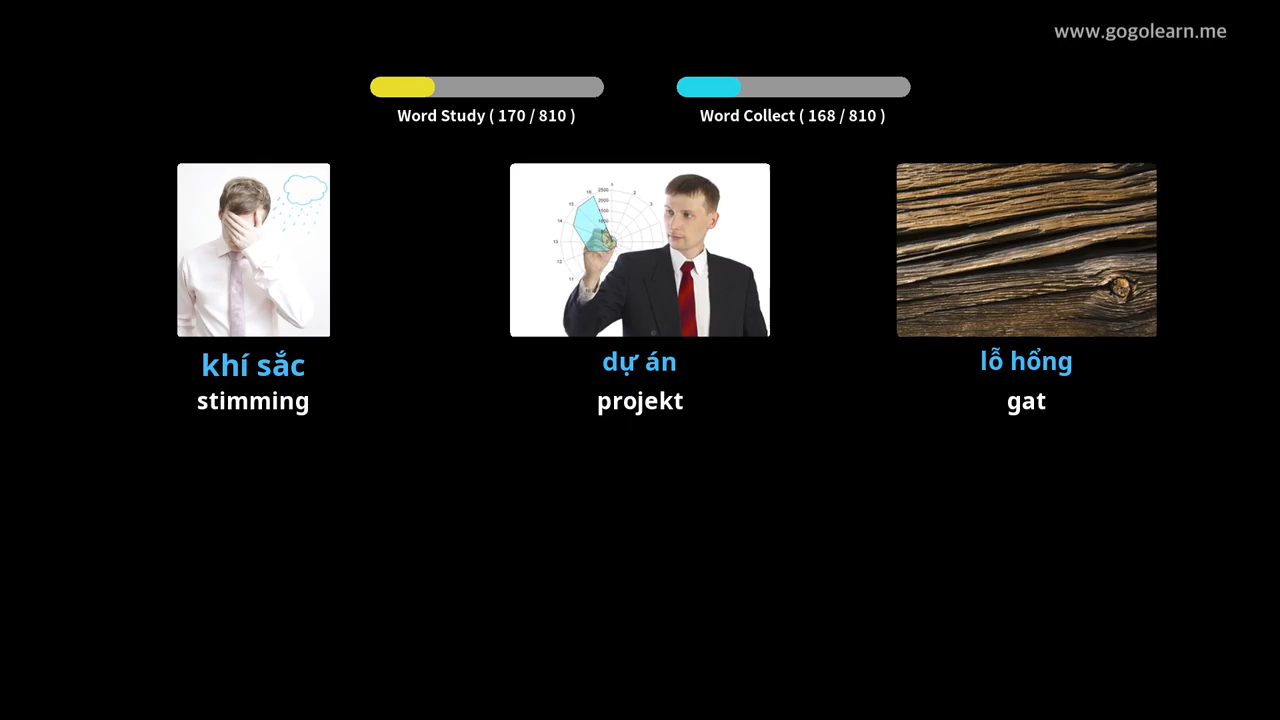 www.gogolearn.me
Word Study ( 170 / 810 )
Word Collect ( 168 / 810 )
khí sắc
stimming
dự án
projekt
lỗ hổng
gat